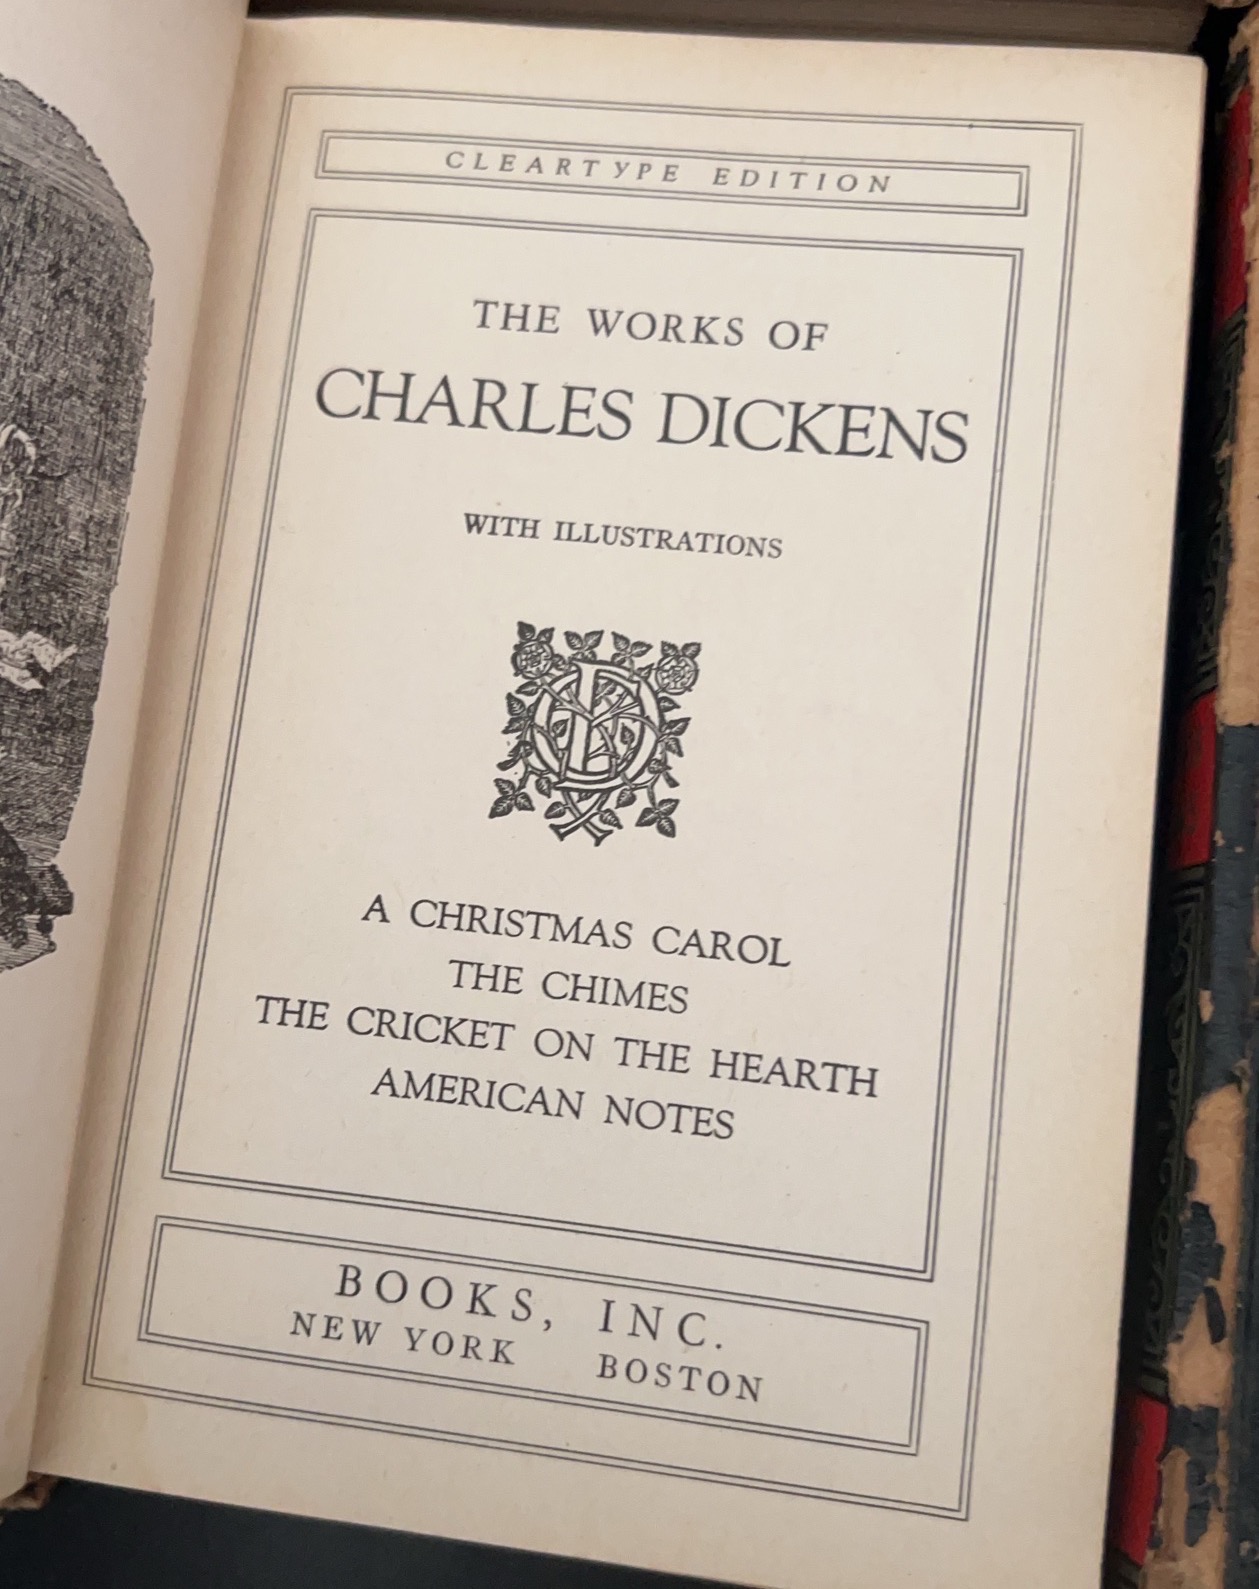 CLEARTYPE EDITION
THE WORKS OF
CHARLES DICKENS
WITH ILLUSTRATIONS
CD
A CHRISTMAS CAROL
THE CHIMES
THE CRICKET ON THE HEARTH
AMERICAN NOTES
BOOKS, INC.
NEW YORK BOSTON